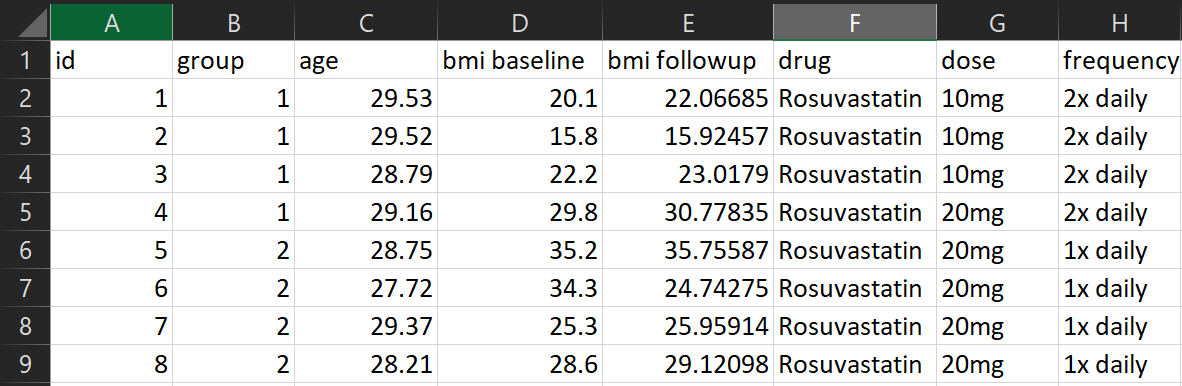 A B C D E F G H
1 id group age bmi baseline bmi followup drug dose frequency
2 1 1 29.53 20.1 22.06685 Rosuvastatin 10mg 2x daily
3 2 1 29.52 15.8 15.92457 Rosuvastatin 10mg 2x daily
4 3 1 28.79 22.2 23.0179 Rosuvastatin 10mg 2x daily
5 4 1 29.16 29.8 30.77835 Rosuvastatin 20mg 2x daily
6 5 2 28.75 35.2 35.75587 Rosuvastatin 20mg 1x daily
7 6 2 27.72 34.3 24.74275 Rosuvastatin 20mg 1x daily
8 7 2 29.37 25.3 25.95914 Rosuvastatin 20mg 1x daily
9 8 2 28.21 28.6 29.12098 Rosuvastatin 20mg 1x daily